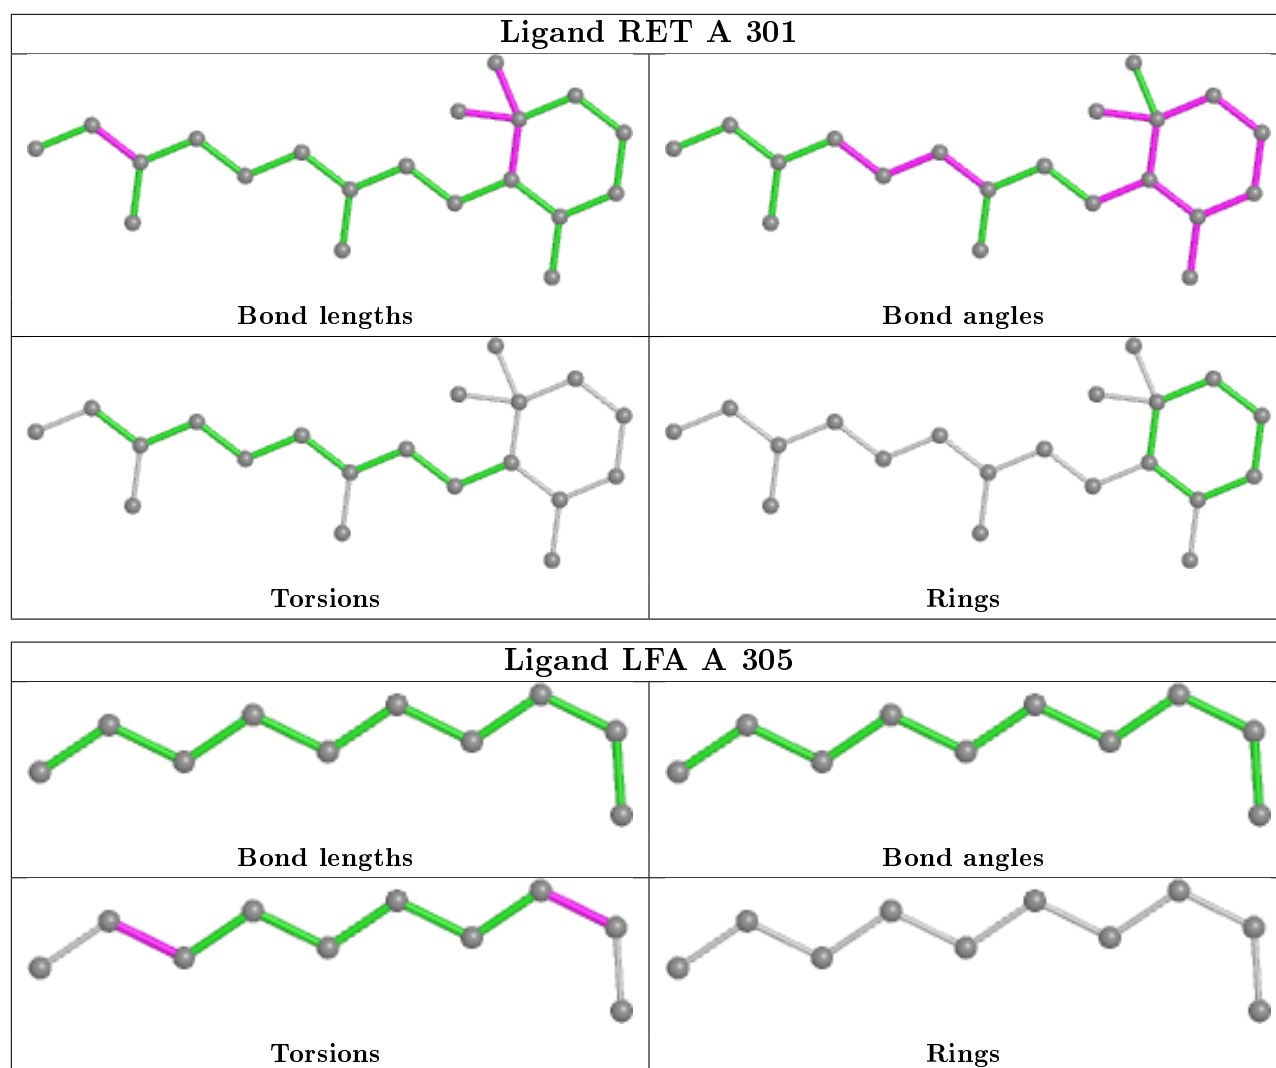 Ligand RET A 301
Bond lengths
Bond angles
Torsions
Rings
Ligand LFA A 305
Bond lengths
Bond angles
Torsions
Rings